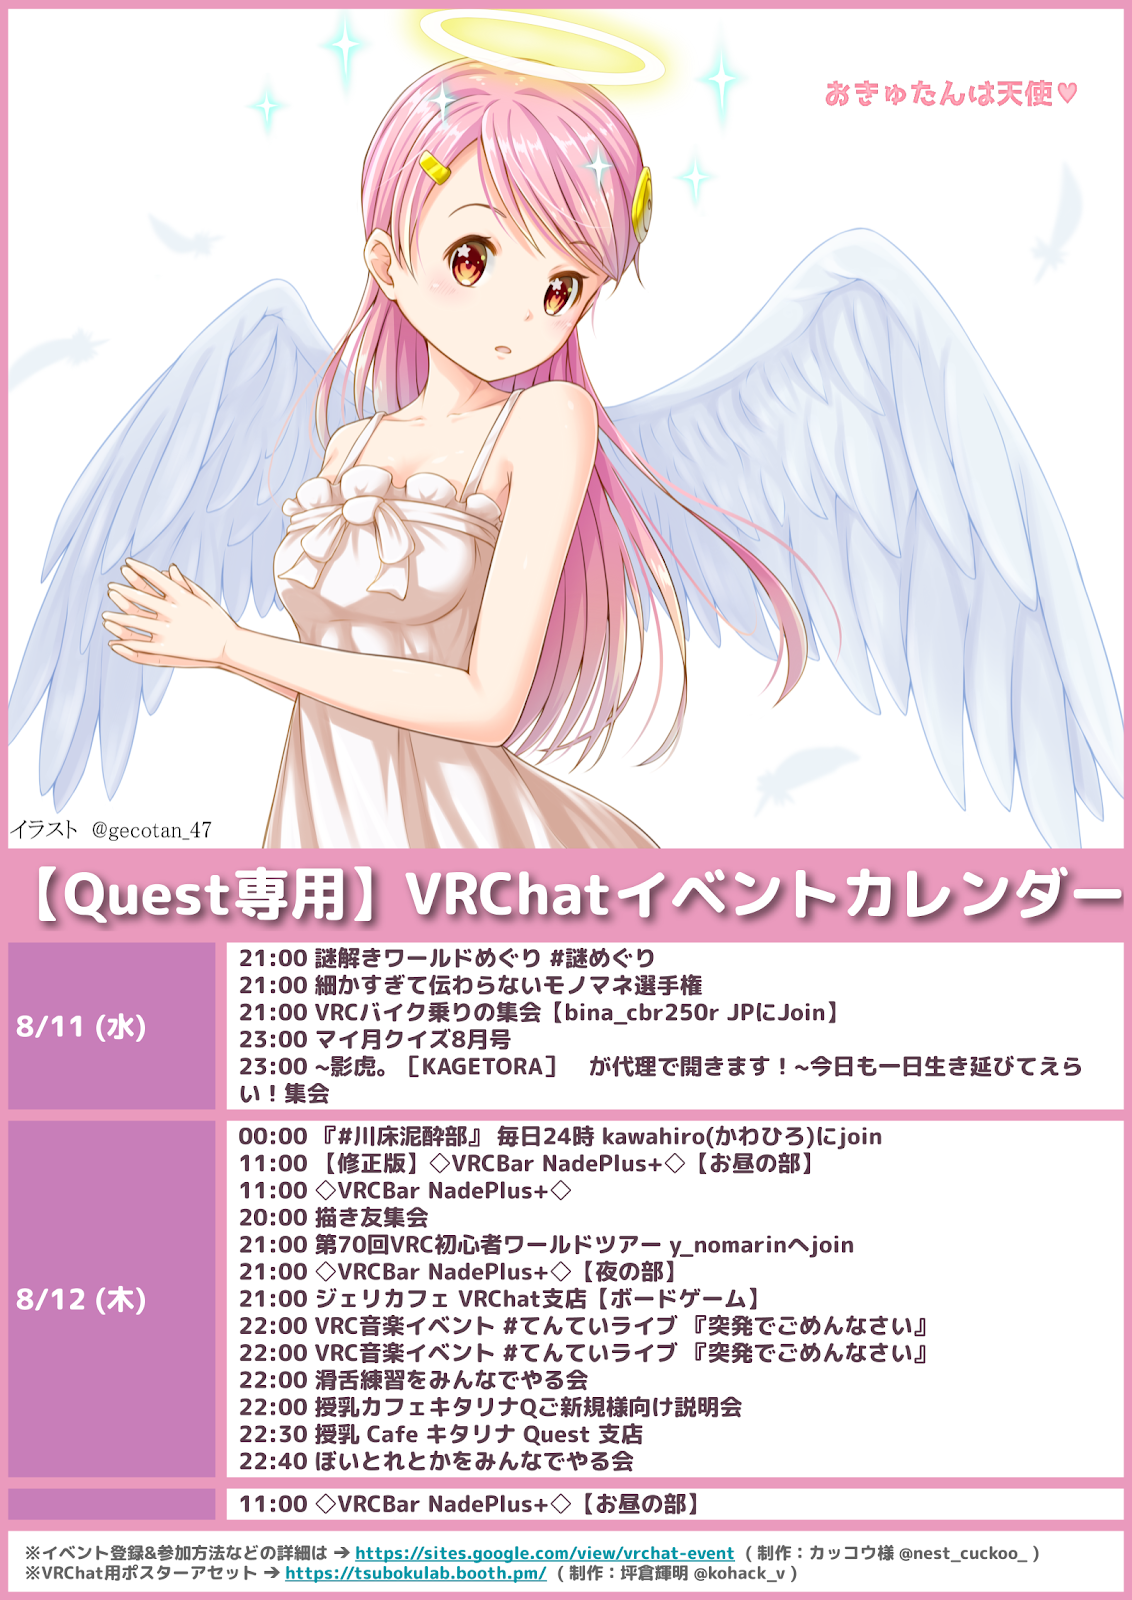 おきゅたんは天使♥
イラスト @gecotan_47
【Quest専用】VRChatイベントカレンダー
8/11 (水)
21:00 謎解きワールドめぐり #謎めぐり
21:00 細かすぎて伝わらないモノマネ選手権
21:00 VRCバイク乗りの集会【bina_cbr250r JPにJoin】
23:00 マイ月クイズ8月号
23:00 ~影虎。［KAGETORA］　が代理で開きます！~今日も一日生き延びてえら
い！集会
8/12 (木)
00:00 『#川床泥酔部』 毎日24時 kawahiro(かわひろ)にjoin
11:00 【修正版】◇VRCBar NadePlus+◇【お昼の部】
11:00 ◇VRCBar NadePlus+◇
20:00 描き友集会
21:00 第70回VRC初心者ワールドツアー y_nomarinへjoin
21:00 ◇VRCBar NadePlus+◇【夜の部】
21:00 ジェリカフェ VRChat支店【ボードゲーム】
22:00 VRC音楽イベント #てんていライブ 『突発でごめんなさい』
22:00 VRC音楽イベント #てんていライブ 『突発でごめんなさい』
22:00 滑舌練習をみんなでやる会
22:00 授乳カフェキタリナQご新規様向け説明会
22:30 授乳 Cafe キタリナ Quest 支店
22:40 ぼいとれとかをみんなでやる会
11:00 ◇VRCBar NadePlus+◇【お昼の部】
※イベント登録&参加方法などの詳細は ➔ https://sites.google.com/view/vrchat-event （制作：カッコウ様 @nest_cuckoo_ ）
※VRChat用ポスターアセット ➔ https://tsubokulab.booth.pm/ （制作：坪倉輝明 @kohack_v ）